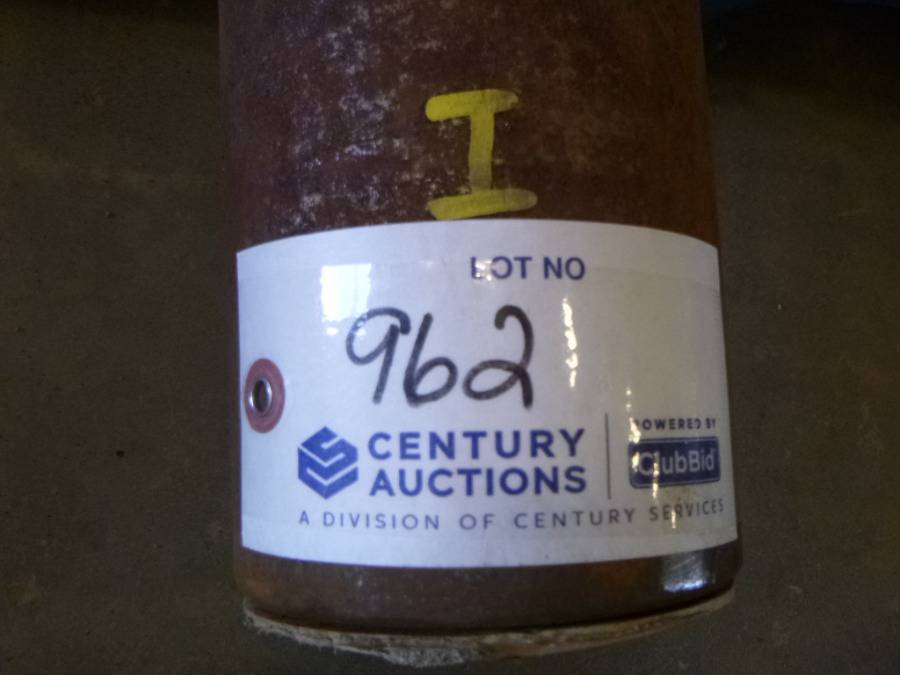 I
LOT NO
962
CENTURY
AUCTIONS
POWERED BY
ClubBid
A DIVISION OF CENTURY SERVICES